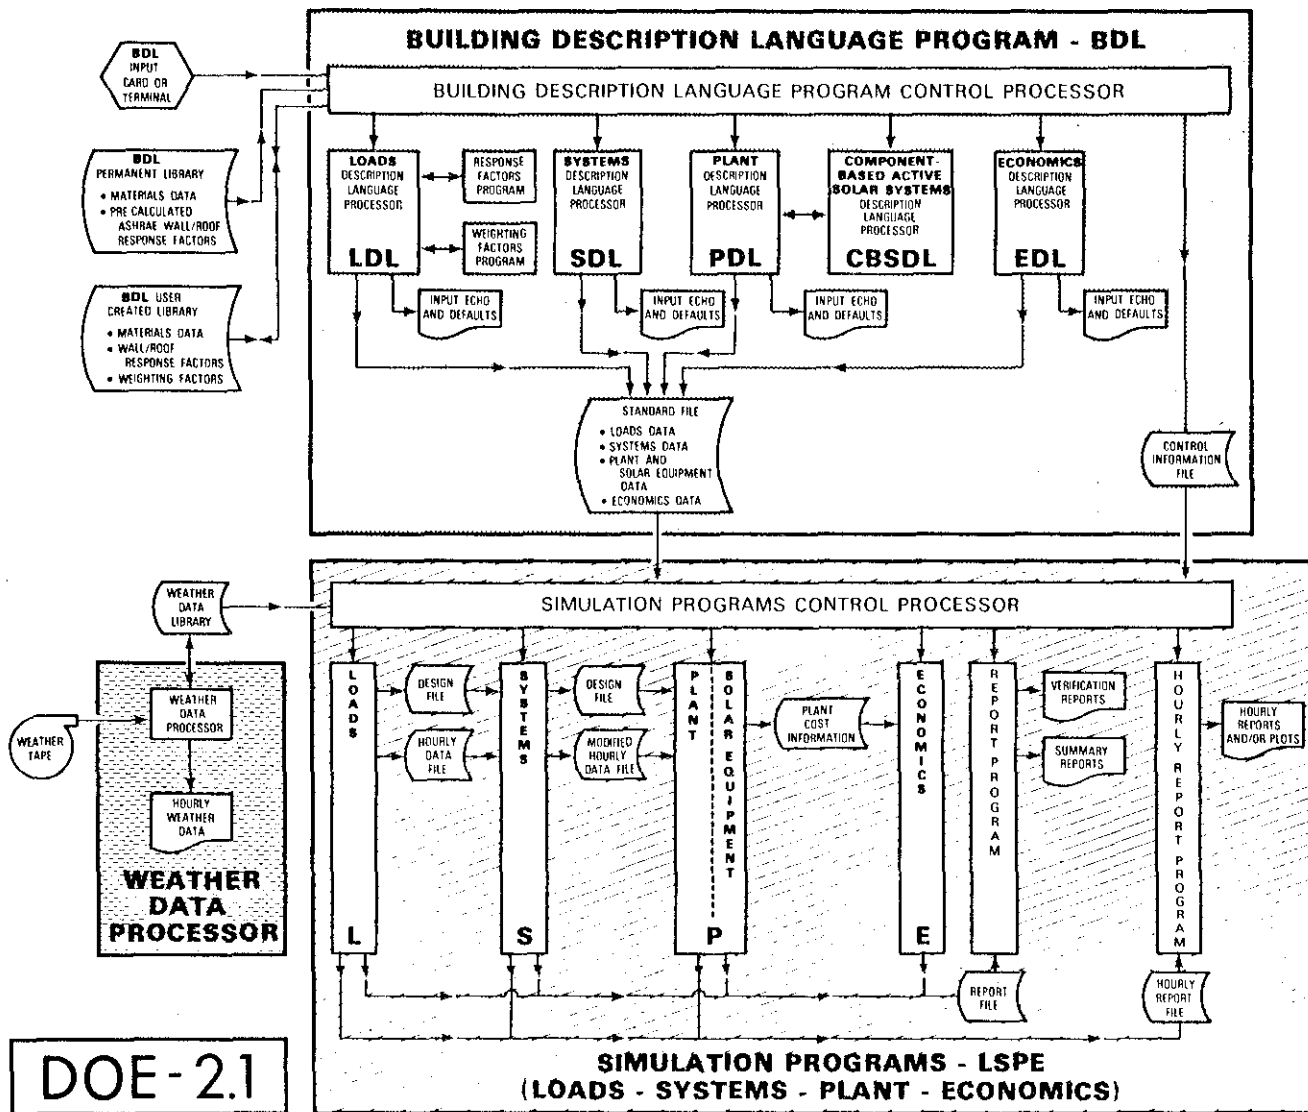 BUILDING DESCRIPTION LANGUAGE PROGRAM - BDL
BDL
INPUT
CARD OR
TERMINAL
BUILDING DESCRIPTION LANGUAGE PROGRAM CONTROL PROCESSOR
BDL
PERMANENT LIBRARY
• MATERIALS DATA
• PRE CALCULATED
ASHRAE WALL/ROOF
RESPONSE FACTORS
LOADS
DESCRIPTION
LANGUAGE
PROCESSOR
LDL
RESPONSE
FACTORS
PROGRAM
WEIGHTING
FACTORS
PROGRAM
SYSTEMS
DESCRIPTION
LANGUAGE
PROCESSOR
SDL
PLANT
DESCRIPTION
LANGUAGE
PROCESSOR
PDL
COMPONENT-
BASED ACTIVE
SOLAR SYSTEMS
DESCRIPTION
LANGUAGE
PROCESSOR
CBSDL
ECONOMICS
DESCRIPTION
LANGUAGE
PROCESSOR
EDL
BDL USER
CREATED LIBRARY
• MATERIALS DATA
• WALL/ROOF
RESPONSE FACTORS
• WEIGHTING FACTORS
INPUT ECHO
AND DEFAULTS
INPUT ECHO
AND DEFAULTS
INPUT ECHO
AND DEFAULTS
INPUT ECHO
AND DEFAULTS
STANDARD FILE
• LOADS DATA
• SYSTEMS DATA
• PLANT AND
SOLAR EQUIPMENT
DATA
• ECONOMICS DATA
CONTROL
INFORMATION
FILE
WEATHER
DATA
LIBRARY
SIMULATION PROGRAMS CONTROL PROCESSOR
WEATHER
TAPE
WEATHER
DATA
PROCESSOR
HOURLY
WEATHER
DATA
WEATHER
DATA
PROCESSOR
LOADS
L
DESIGN
FILE
HOURLY
DATA
FILE
SYSTEMS
S
DESIGN
FILE
MODIFIED
HOURLY
DATA FILE
PLANT
SOLAR EQUIPMENT
P
PLANT
COST
INFORMATION
ECONOMICS
E
REPORT PROGRAM
VERIFICATION
REPORTS
SUMMARY
REPORTS
HOURLY REPORT PROGRAM
HOURLY
REPORTS
AND/OR PLOTS
REPORT
FILE
HOURLY
REPORT
FILE
DOE-2.1
SIMULATION PROGRAMS - LSPE
(LOADS - SYSTEMS - PLANT - ECONOMICS)